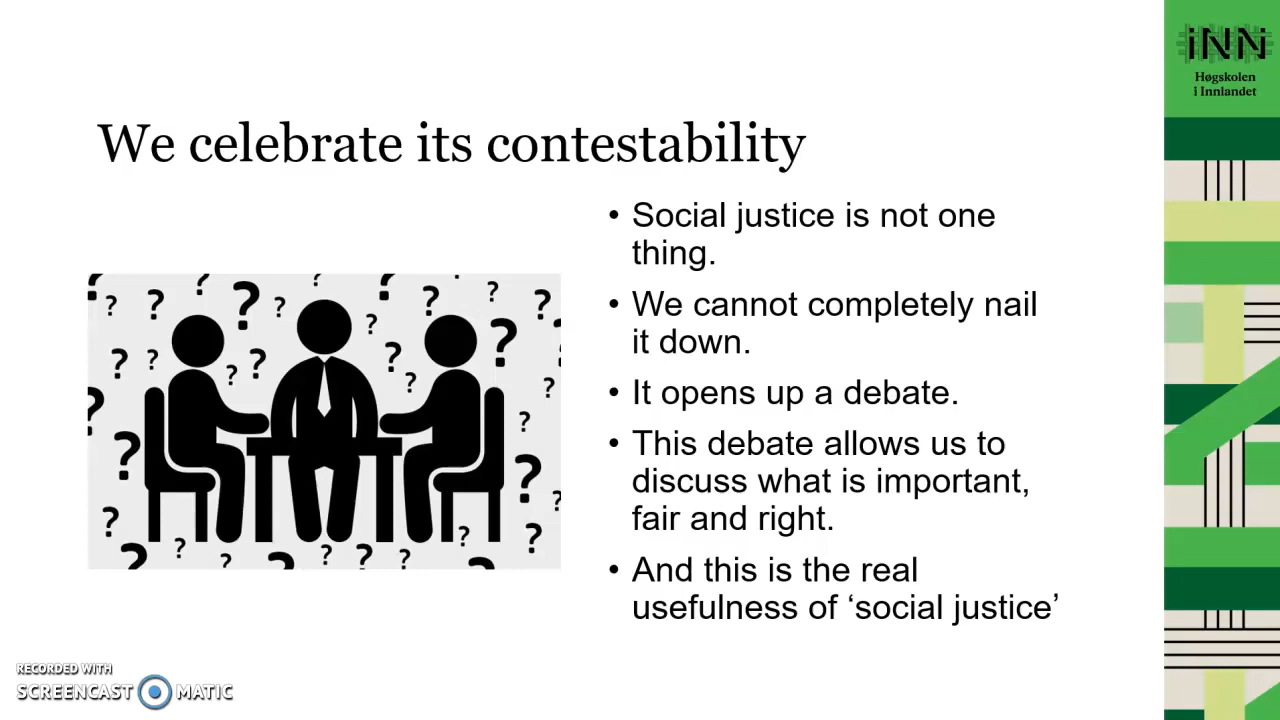 iNN
Høgskolen
i Innlandet
We celebrate its contestability
• Social justice is not one
thing.
• We cannot completely nail
it down.
• It opens up a debate.
• This debate allows us to
discuss what is important,
fair and right.
• And this is the real
usefulness of ‘social justice’
RECORDED WITH
SCREENCAST MATIC